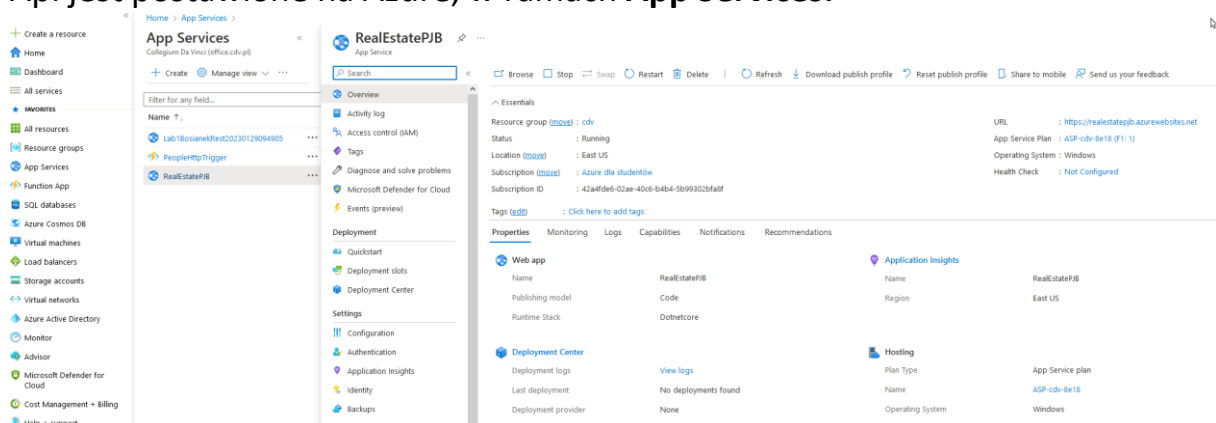 Api jest postawione na Azure, w ramach App Services.
Create a resource
Home
Dashboard
All services
FAVORITES
All resources
Resource groups
App Services
Function App
SQL databases
Azure Cosmos DB
Virtual machines
Load balancers
Storage accounts
Virtual networks
Azure Active Directory
Monitor
Advisor
Microsoft Defender for
Cloud
Cost Management + Billing
Help + support
Home > App Services >
App Services
Collegium Da Vinci (office.cdv.pl)
+ Create Manage view ...
Filter for any field...
Name
Lab1BosianekRest20230129094905 ...
PeopleHttpTrigger ...
RealEstatePJB ...
RealEstatePJB ...
App Service
Search
Overview
Activity log
Access control (IAM)
Tags
Diagnose and solve problems
Microsoft Defender for Cloud
Events (preview)
Deployment
Quickstart
Deployment slots
Deployment Center
Settings
Configuration
Authentication
Application Insights
Identity
Backups
Browse Stop Swap Restart Delete Refresh Download publish profile Reset publish profile Share to mobile Send us your feedback
Essentials
Resource group (move) : cdv
Status : Running
Location (move) : East US
Subscription (move) : Azure dla studentów
Subscription ID : 42a4fde6-02ae-40c6-b4b4-5b99302bfa8f
Tags (edit) : Click here to add tags
URL : https://realestatepjb.azurewebsites.net
App Service Plan : ASP-cdv-8e18 (F1: 1)
Operating System : Windows
Health Check : Not Configured
Properties Monitoring Logs Capabilities Notifications Recommendations
Web app
Name RealEstatePJB
Publishing model Code
Runtime Stack Dotnetcore
Deployment Center
Deployment logs View logs
Last deployment No deployments found
Deployment provider None
Application Insights
Name RealEstatePJB
Region East US
Hosting
Plan Type App Service plan
Name ASP-cdv-8e18
Operating System Windows